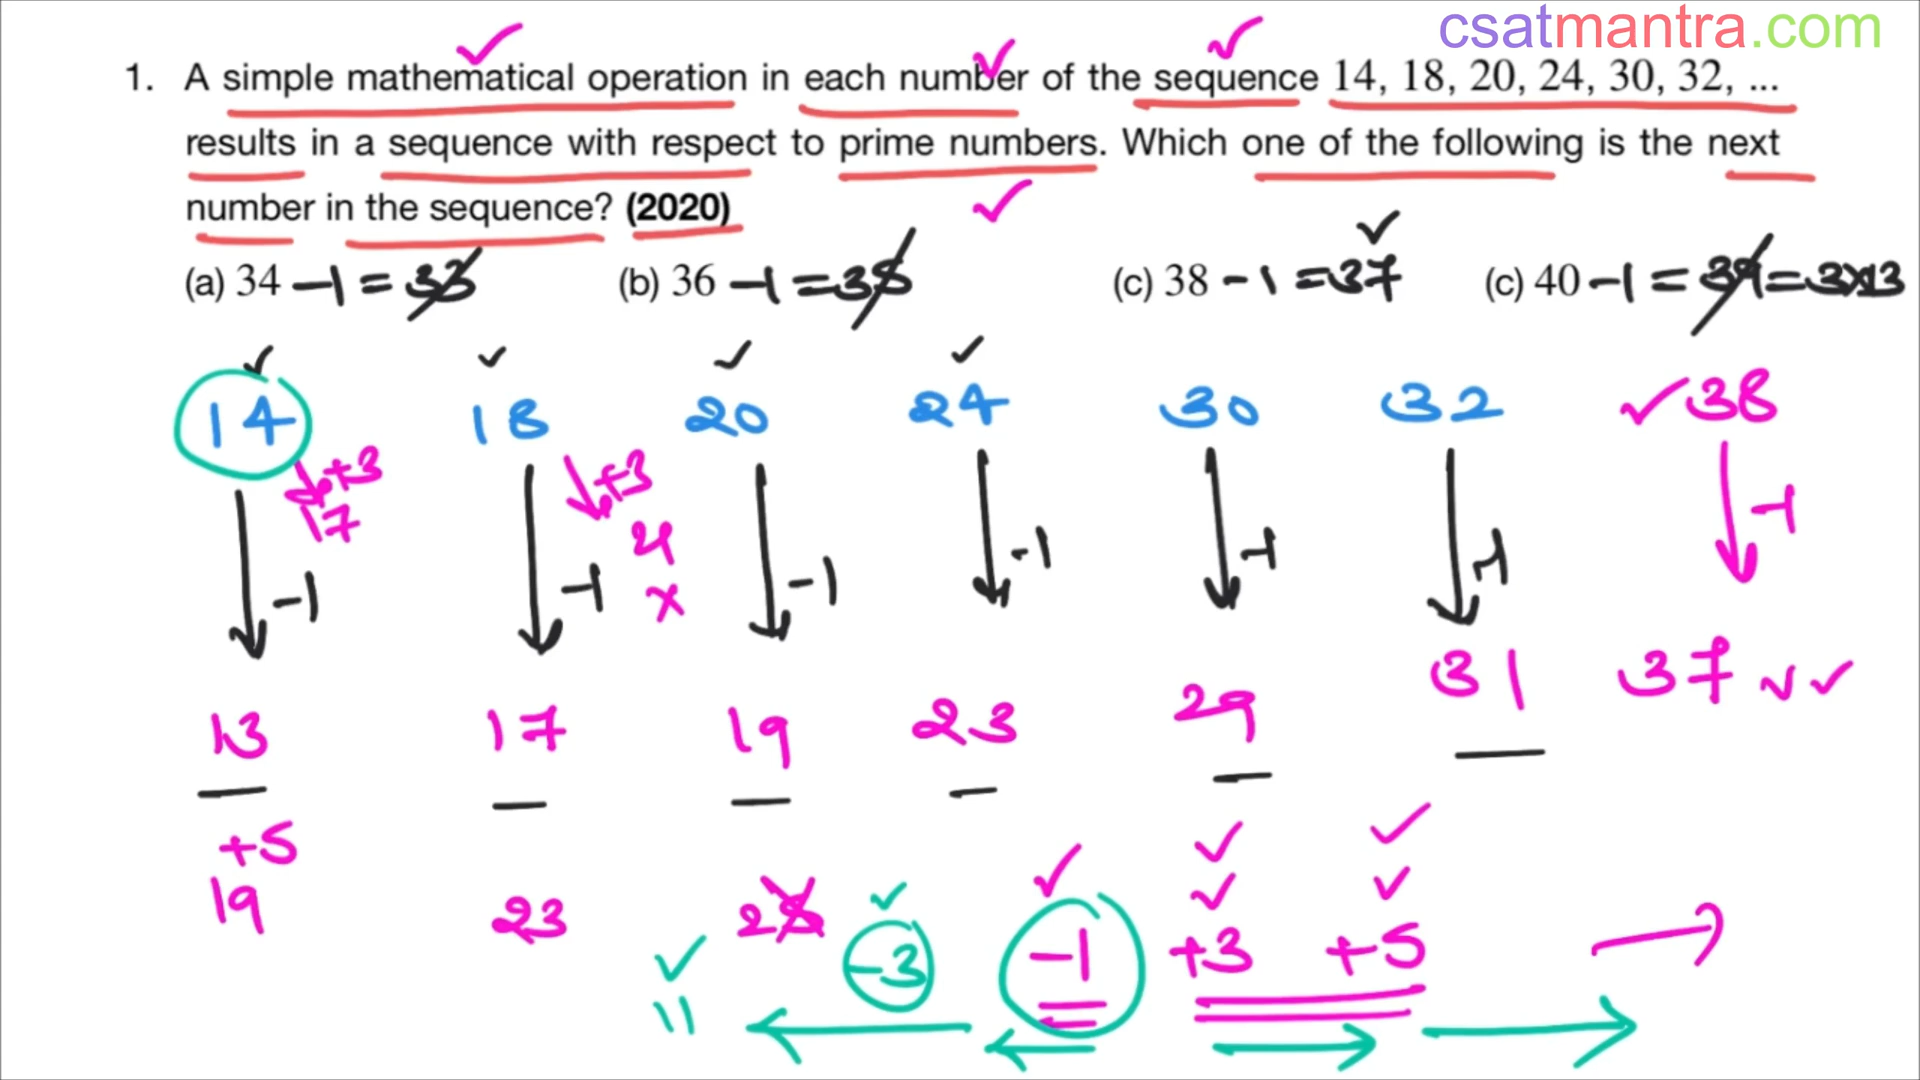 csatmantra.com
1. A simple mathematical operation in each number of the sequence 14, 18, 20, 24, 30, 32, ...
results in a sequence with respect to prime numbers. Which one of the following is the next
number in the sequence? (2020)
(a) 34 -1 = 33 (b) 36 -1 = 35 (c) 38 -1 = 37 (c) 40 -1 = 39 = 3x13
14 18 20 24 30 32 38
+3 +3
17 21
x
-1 -1 -1 -1 -1 -1 -1
13 17 19 23 29 31 37
+5
19 23 25
-3 -1 +3 +5
11